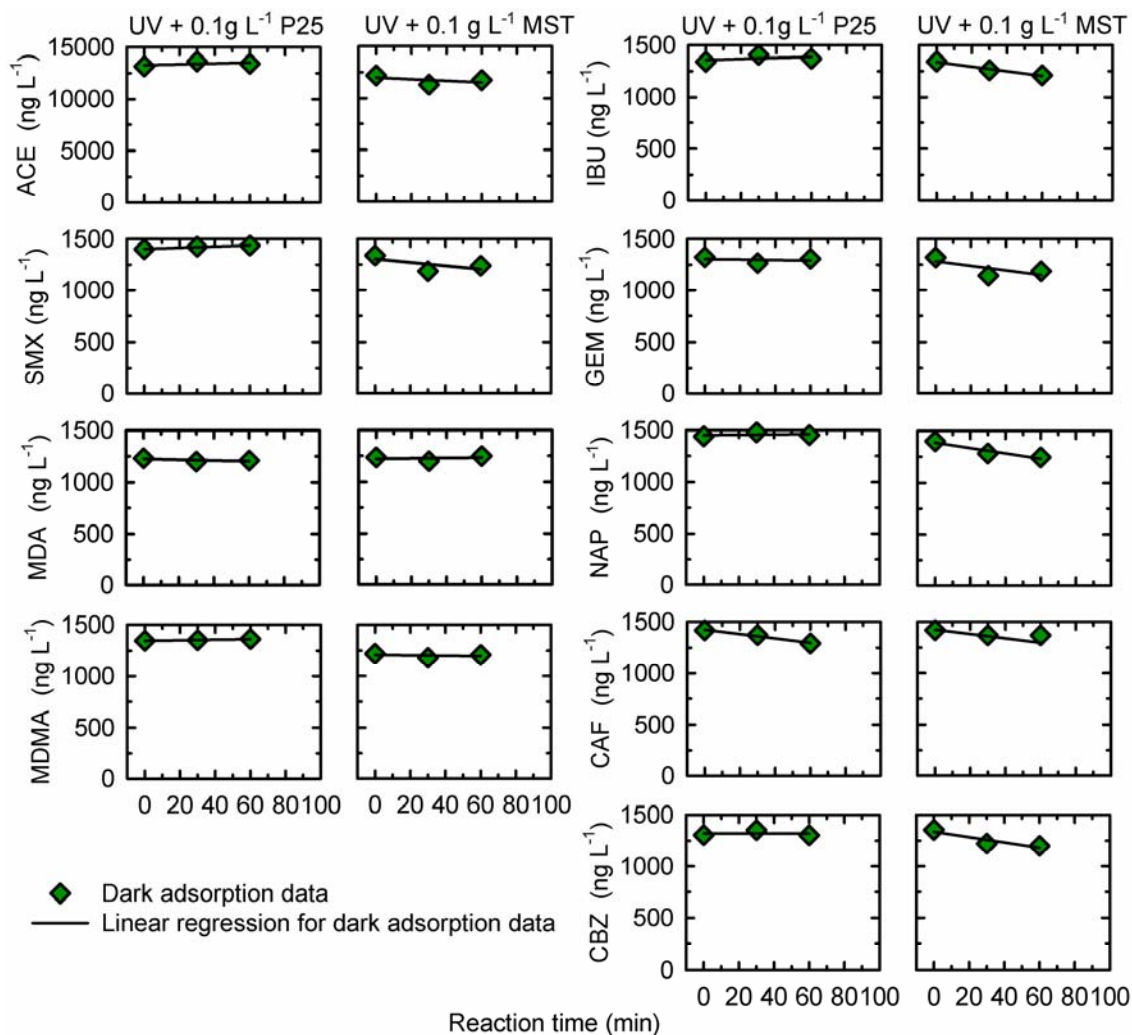 UV + 0.1g L⁻¹ P25
UV + 0.1 g L⁻¹ MST
ACE (ng L⁻¹)
15000
10000
5000
0
SMX (ng L⁻¹)
1500
1000
500
0
MDA (ng L⁻¹)
1500
1000
500
0
MDMA (ng L⁻¹)
1500
1000
500
0
0 20 40 60 80 100
0 20 40 60 80 100
UV + 0.1g L⁻¹ P25
UV + 0.1 g L⁻¹ MST
IBU (ng L⁻¹)
1500
1000
500
0
GEM (ng L⁻¹)
1500
1000
500
0
NAP (ng L⁻¹)
1500
1000
500
0
CAF (ng L⁻¹)
1500
1000
500
0
CBZ (ng L⁻¹)
1500
1000
500
0
0 20 40 60 80 100
0 20 40 60 80 100
Dark adsorption data
Linear regression for dark adsorption data
Reaction time (min)